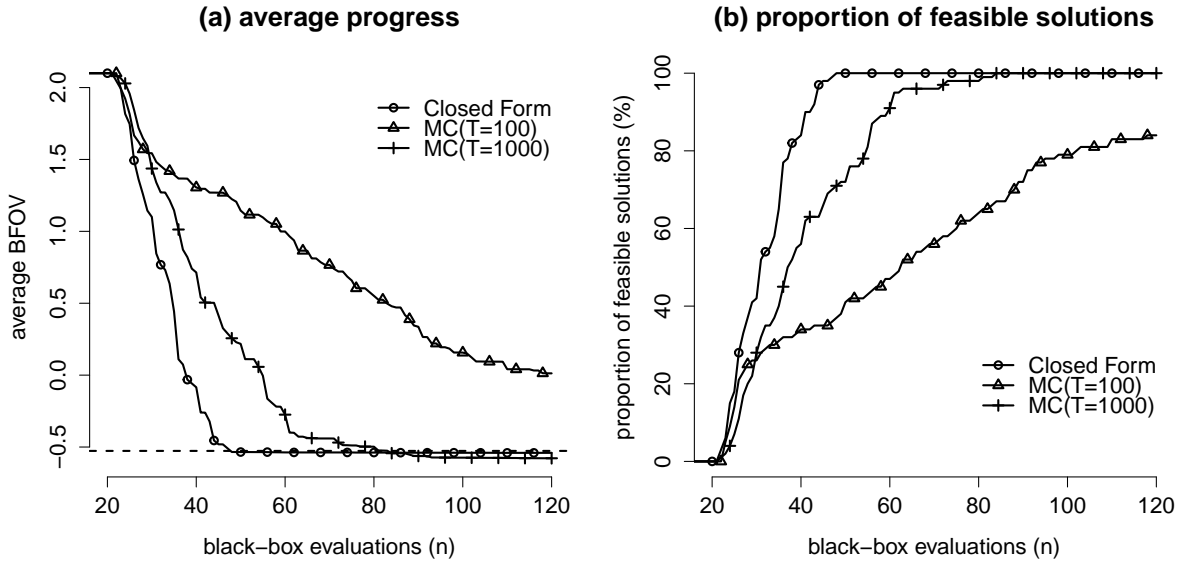 (a) average progress
average BFOV
2.0
1.5
1.0
0.5
0.0
−0.5
Closed Form
MC(T=100)
MC(T=1000)
20 40 60 80 100 120
black−box evaluations (n)
(b) proportion of feasible solutions
proportion of feasible solutions (%)
100
80
60
40
20
0
Closed Form
MC(T=100)
MC(T=1000)
20 40 60 80 100 120
black−box evaluations (n)